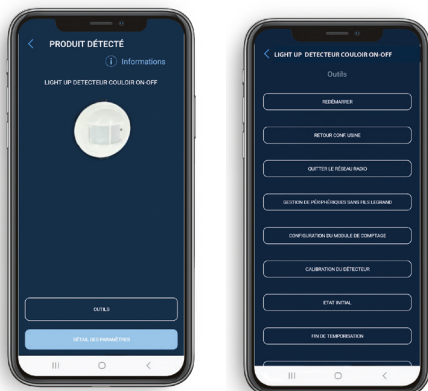 PRODUIT DÉTECTÉ
Informations
LIGHT UP DETECTEUR COULOIR ON-OFF
OUTILS
DÉTAIL DES PARAMÈTRES
LIGHT UP DETECTEUR COULOIR ON-OFF
Outils
REDÉMARRER
RETOUR CONF. USINE
QUITTER LE RÉSEAU RADIO
GESTION DE PÉRIPHÉRIQUES SANS FILS LEGRAND
CONFIGURATION DU MODULE DE COMPTAGE
CALIBRATION DU DÉTECTEUR
ETAT INITIAL
FIN DE TEMPORISATION